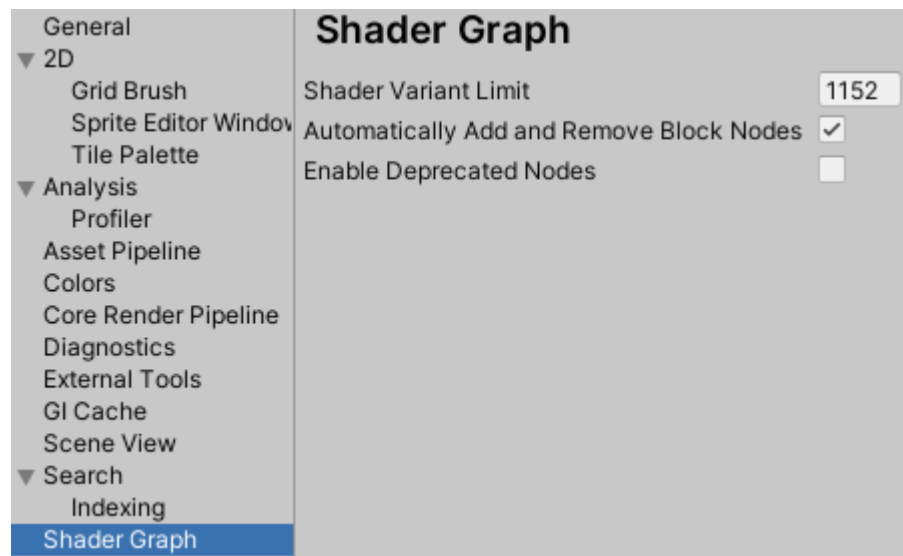 General
2D
Grid Brush
Sprite Editor Window
Tile Palette
Analysis
Profiler
Asset Pipeline
Colors
Core Render Pipeline
Diagnostics
External Tools
GI Cache
Scene View
Search
Indexing
Shader Graph
Shader Graph
Shader Variant Limit 1152
Automatically Add and Remove Block Nodes
Enable Deprecated Nodes